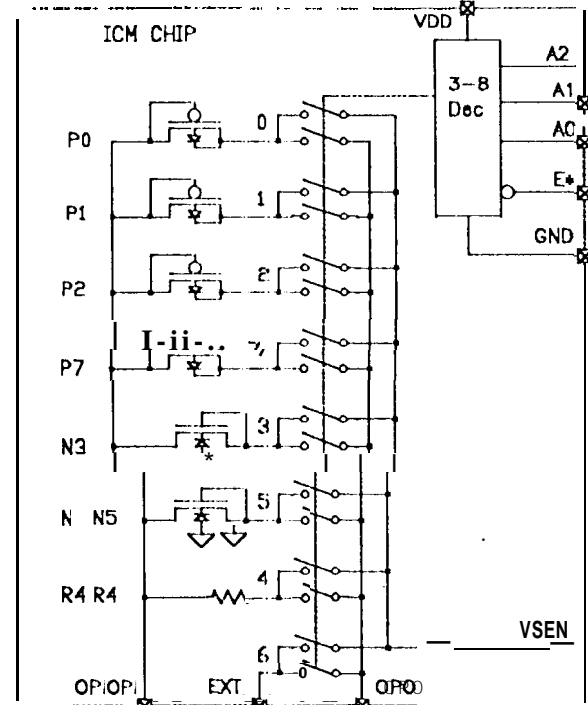 VDD
ICM CHIP
A2
3-8
Dec
A1
A0
P0
0
E*
P1
1
GND
P2
2
I-ii-..
P7
N3
3
*
N N5
5
R4 R4
4
VSEN
6
EXT